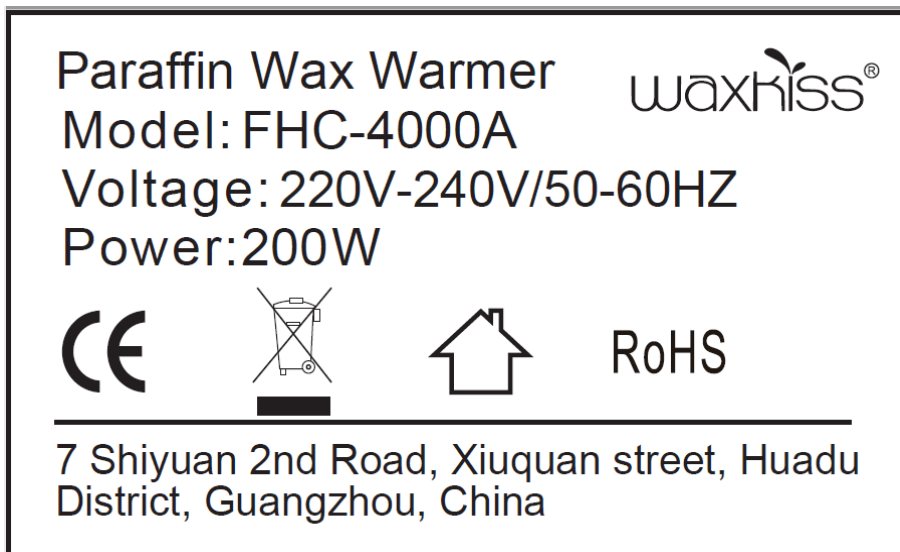 Paraffin Wax Warmer
waxkiss®
Model: FHC-4000A
Voltage: 220V-240V/50-60HZ
Power:200W
CE
RoHS
7 Shiyuan 2nd Road, Xiuquan street, Huadu
District, Guangzhou, China